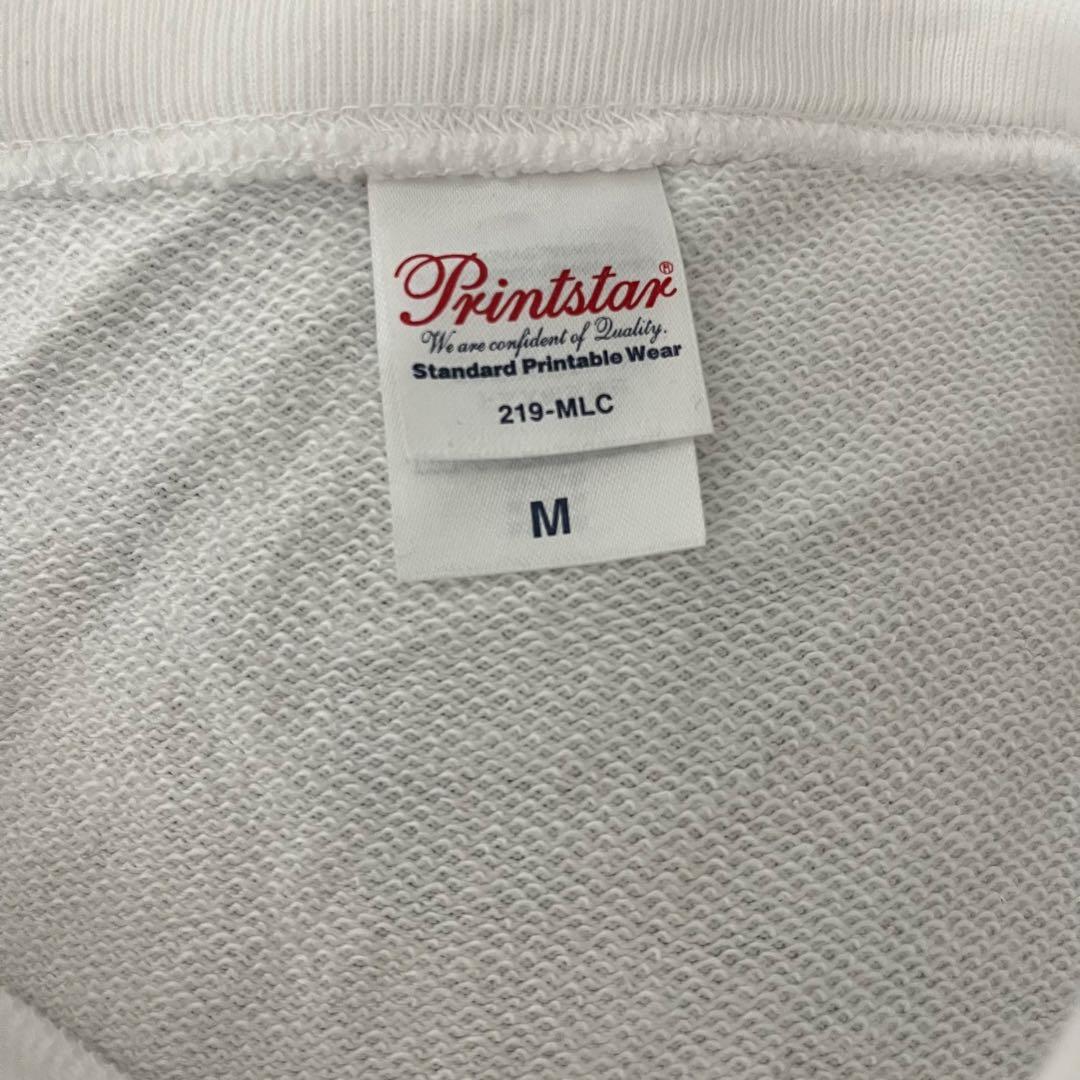 Printstar®
We are confident of Quality.
Standard Printable Wear
219-MLC
M